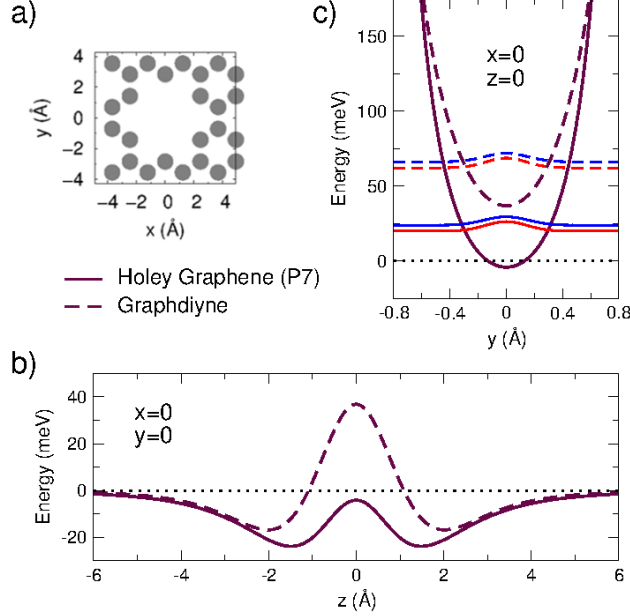 a)
4
2
0
−2
−4
y (Å)
−4 −2 0 2 4
x (Å)
Holey Graphene (P7)
Graphdiyne
c)
x=0
z=0
150
100
50
0
Energy (meV)
-0.8 -0.4 0 0.4 0.8
y (Å)
b)
x=0
y=0
40
20
0
-20
Energy (meV)
-6 -4 -2 0 2 4 6
z (Å)